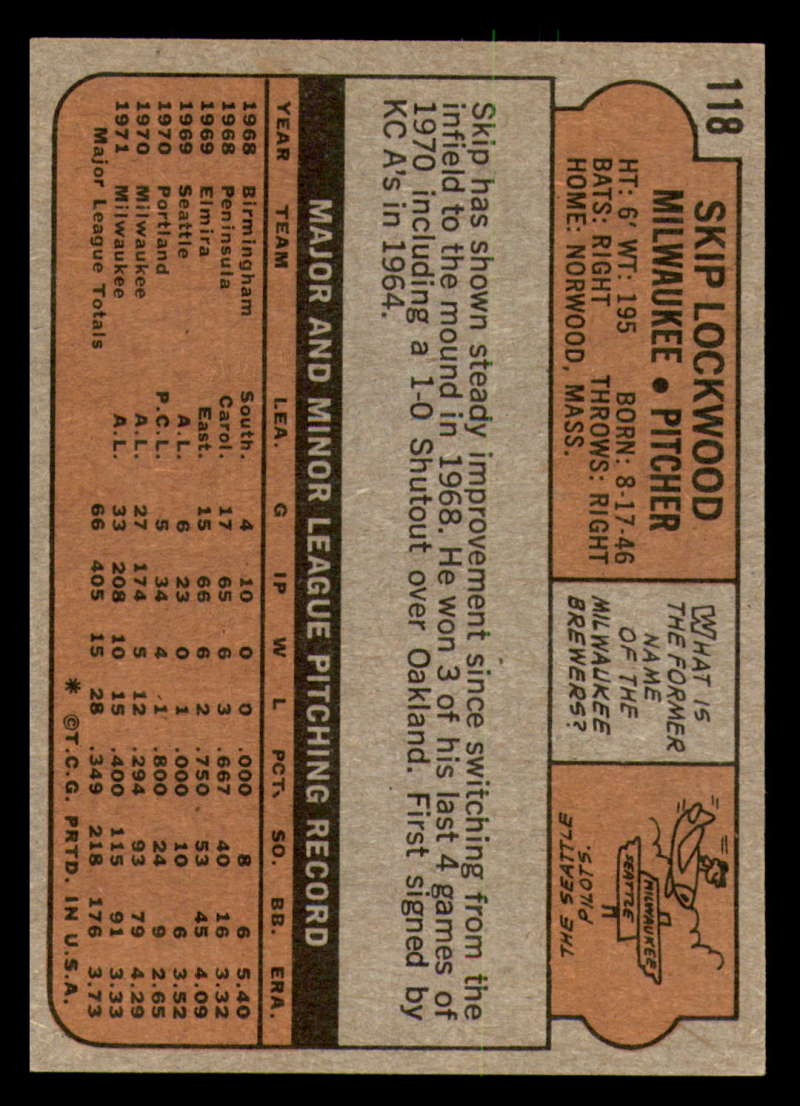 118
SKIP LOCKWOOD
MILWAUKEE • PITCHER
HT: 6' WT: 195 BORN: 8-17-46
BATS: RIGHT THROWS: RIGHT
HOME: NORWOOD, MASS.
WHAT IS
THE FORMER
NAME
OF THE
MILWAUKEE
BREWERS?
MILWAUKEE
SEATTLE
THE SEATTLE
PILOTS.
Skip has shown steady improvement since switching from the
infield to the mound in 1968. He won 3 of his last 4 games of
1970, including a 1-0 Shutout over Oakland. First signed by
KC A's in 1964.
MAJOR AND MINOR LEAGUE PITCHING RECORD
YEAR TEAM LEA. G IP W L PCT. SO. BB. ERA.
1968 Birmingham South. 4 10 0 0 .000 8 6 5.40
1968 Peninsula Carol. 17 65 6 3 .667 40 16 3.32
1969 Elmira East. 15 66 6 2 .750 53 45 4.09
1969 Seattle A.L. 6 23 0 1 .000 10 6 3.52
1970 Portland P.C.L. 5 34 4 1 .800 24 9 2.65
1970 Milwaukee A.L. 27 174 5 12 .294 93 79 4.29
1971 Milwaukee A.L. 33 208 10 15 .400 115 91 3.33
Major League Totals 66 405 15 28 .349 218 176 3.73
* ©T.C.G. PRTD. IN U.S.A.